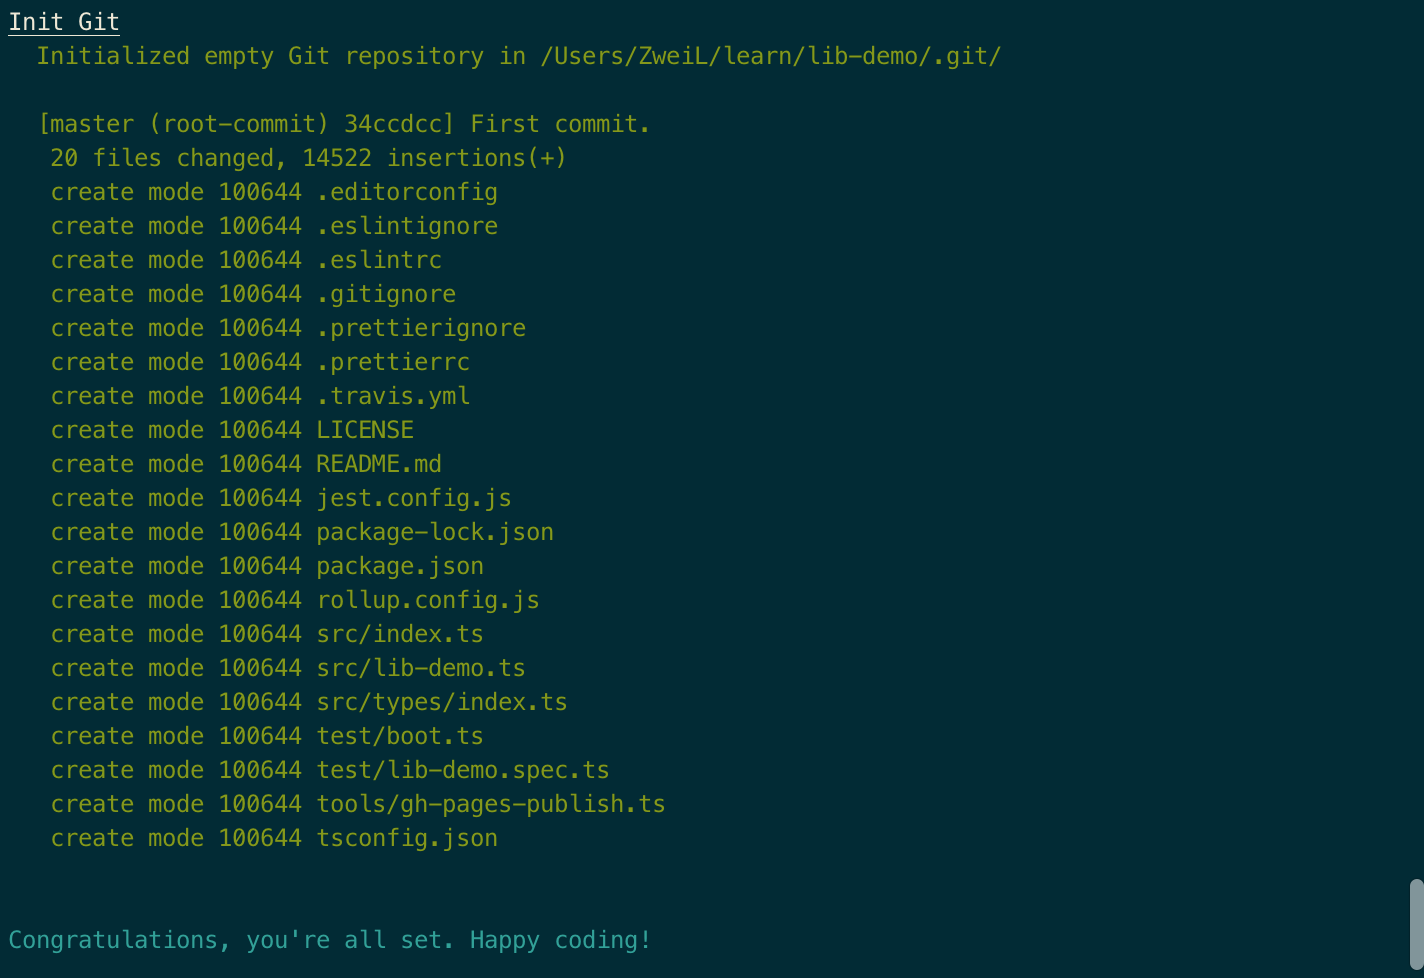 Init Git
Initialized empty Git repository in /Users/ZweiL/learn/lib-demo/.git/
[master (root-commit) 34ccdcc] First commit.
20 files changed, 14522 insertions(+)
create mode 100644 .editorconfig
create mode 100644 .eslintignore
create mode 100644 .eslintrc
create mode 100644 .gitignore
create mode 100644 .prettierignore
create mode 100644 .prettierrc
create mode 100644 .travis.yml
create mode 100644 LICENSE
create mode 100644 README.md
create mode 100644 jest.config.js
create mode 100644 package-lock.json
create mode 100644 package.json
create mode 100644 rollup.config.js
create mode 100644 src/index.ts
create mode 100644 src/lib-demo.ts
create mode 100644 src/types/index.ts
create mode 100644 test/boot.ts
create mode 100644 test/lib-demo.spec.ts
create mode 100644 tools/gh-pages-publish.ts
create mode 100644 tsconfig.json
Congratulations, you're all set. Happy coding!